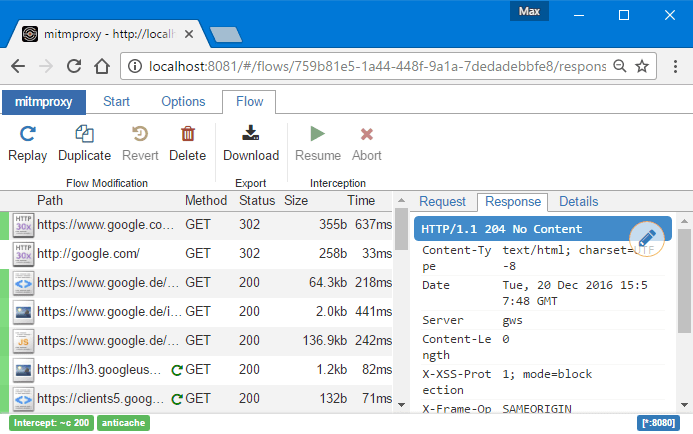 Max
mitmproxy - http://localh
localhost:8081/#/flows/759b81e5-1a44-448f-9a1a-7dedadebbfe8/respons
mitmproxy Start Options Flow
Replay Duplicate Revert Delete Download Resume Abort
Flow Modification Export Interception
Path Method Status Size Time
HTTP 30x https://www.google.co... GET 302 355b 637ms
HTTP 30x http://google.com/ GET 302 258b 33ms
https://www.google.de/... GET 200 64.3kb 218ms
https://www.google.de/i... GET 200 2.0kb 441ms
JS https://www.google.de/... GET 200 136.9kb 242ms
https://lh3.googleus... GET 200 1.2kb 82ms
https://clients5.goog... GET 200 132b 71ms
Request Response Details
HTTP/1.1 204 No Content
Content-Ty text/html; charset=UTF
pe -8
Date Tue, 20 Dec 2016 15:5
7:48 GMT
Server gws
Content-Le 0
ngth
X-XSS-Prot 1; mode=block
ection
X-Frame-Op SAMEORIGIN
Intercept: ~c 200 anticache [*:8080]